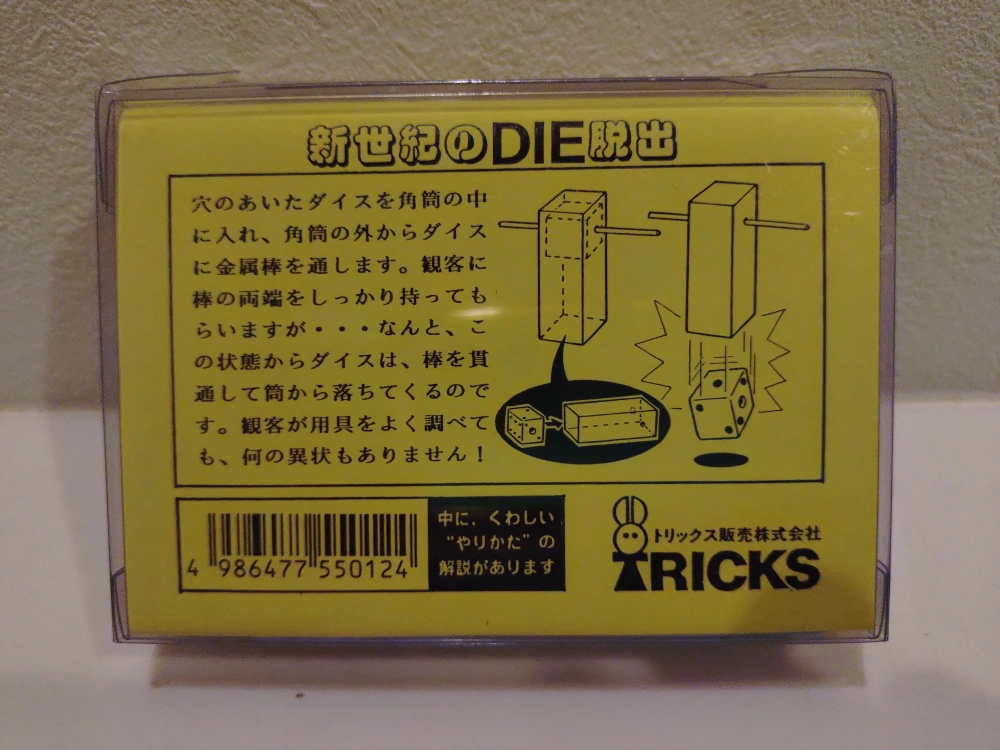 新世紀のDIE脱出
穴のあいたダイスを角筒の中
に入れ、角筒の外からダイス
に金属棒を通します。観客に
棒の両端をしっかり持っても
らいますが・・・なんと、こ
の状態からダイスは、棒を貫
通して筒から落ちてくるので
す。観客が用具をよく調べて
も、何の異状もありません！
4 986477 550124
中に、くわしい
"やりかた"の
解説があります
トリックス販売株式会社
TRICKS